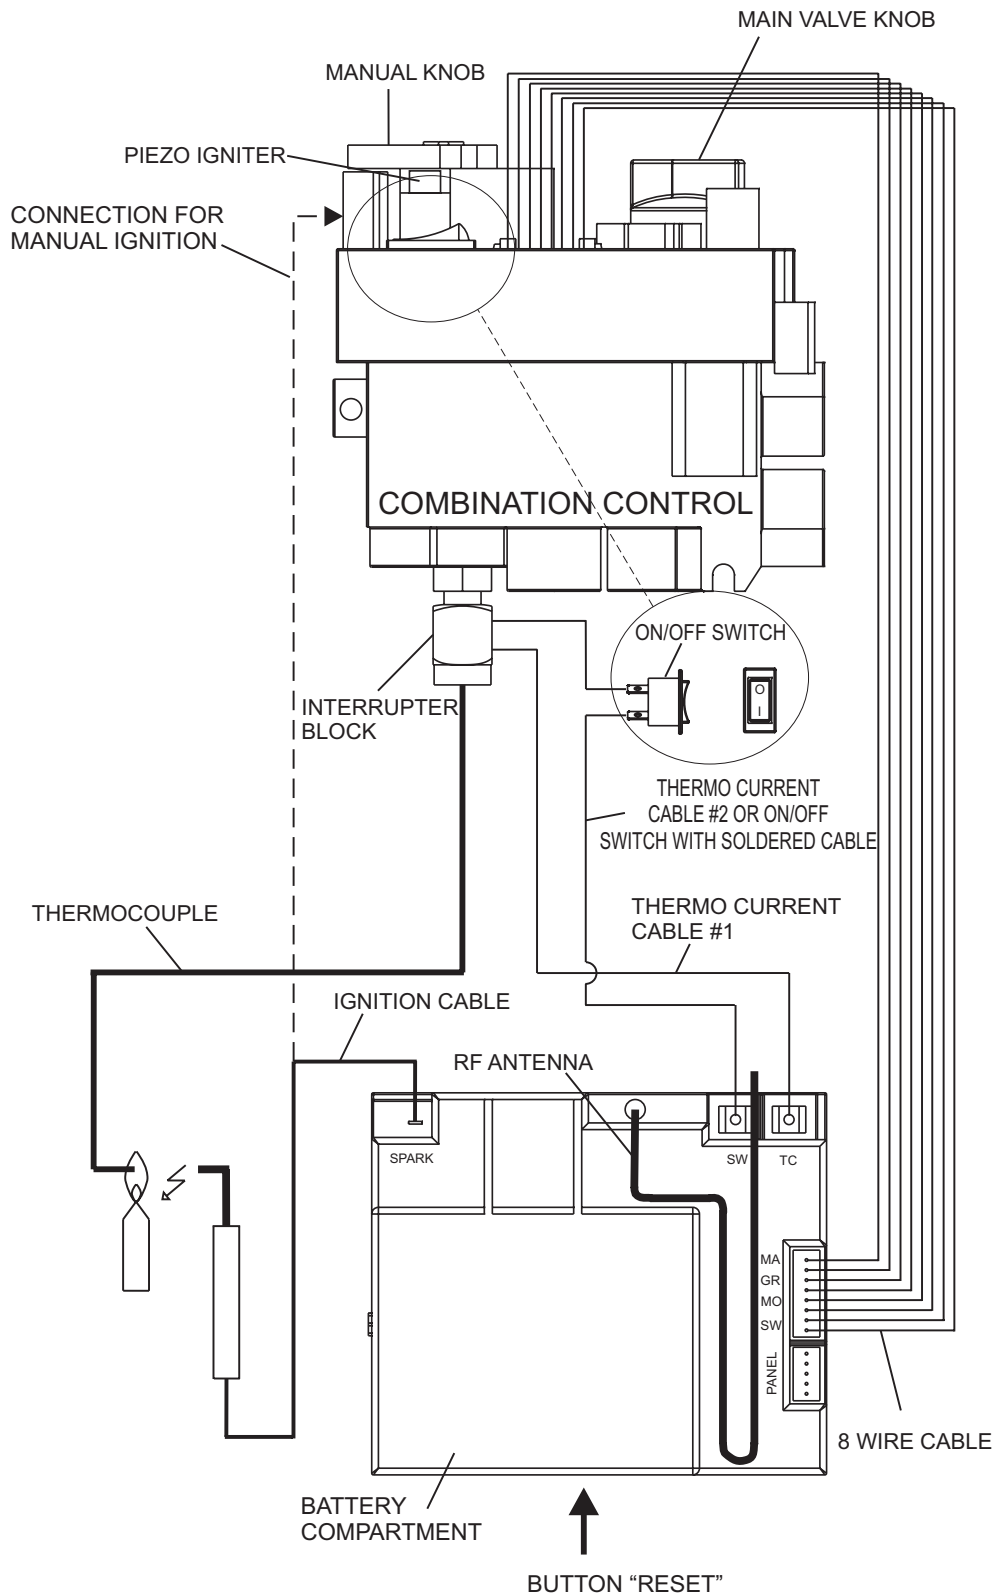 MAIN VALVE KNOB
MANUAL KNOB
PIEZO IGNITER
CONNECTION FOR
MANUAL IGNITION
COMBINATION CONTROL
ON/OFF SWITCH
O
I
INTERRUPTER
BLOCK
THERMO CURRENT
CABLE #2 OR ON/OFF
SWITCH WITH SOLDERED CABLE
THERMOCOUPLE
THERMO CURRENT
CABLE #1
IGNITION CABLE
RF ANTENNA
SPARK
SW
TC
MA
GR
MO
SW
PANEL
8 WIRE CABLE
BATTERY
COMPARTMENT
BUTTON “RESET”